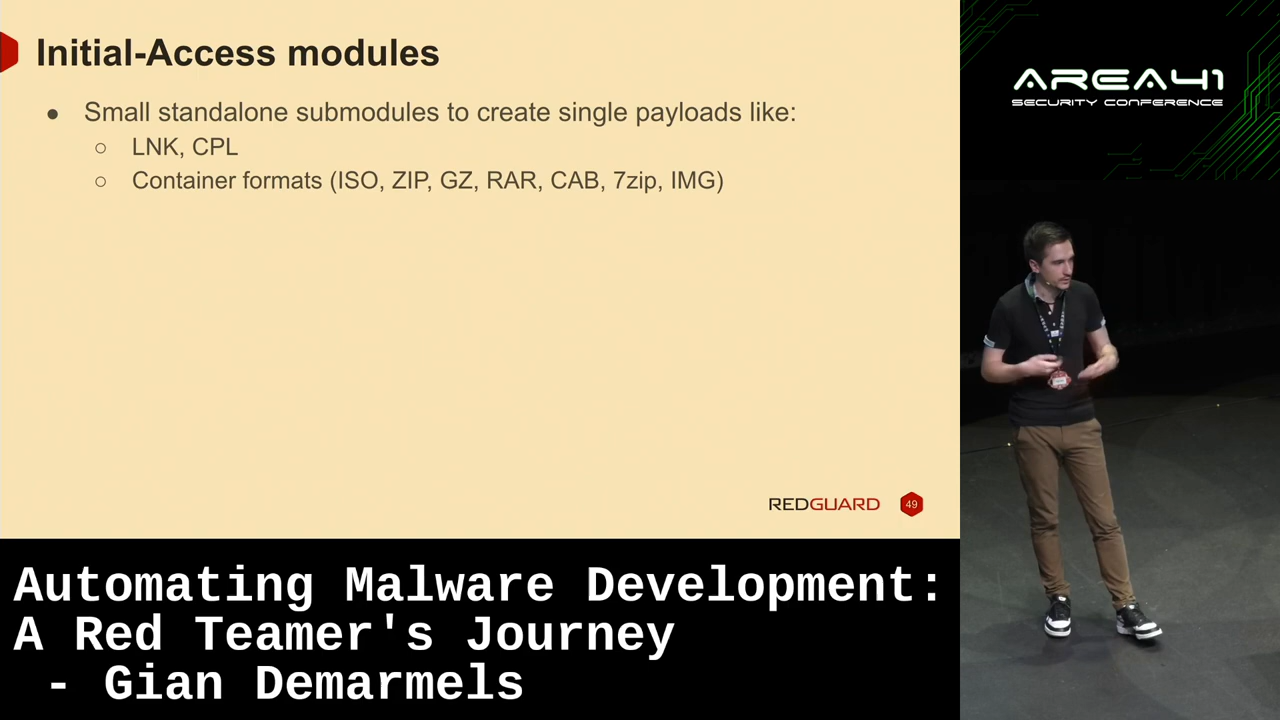 Initial-Access modules
● Small standalone submodules to create single payloads like:
○ LNK, CPL
○ Container formats (ISO, ZIP, GZ, RAR, CAB, 7zip, IMG)
REDGUARD 49
Automating Malware Development:
A Red Teamer's Journey
- Gian Demarmels
AREA41
SECURITY CONFERENCE